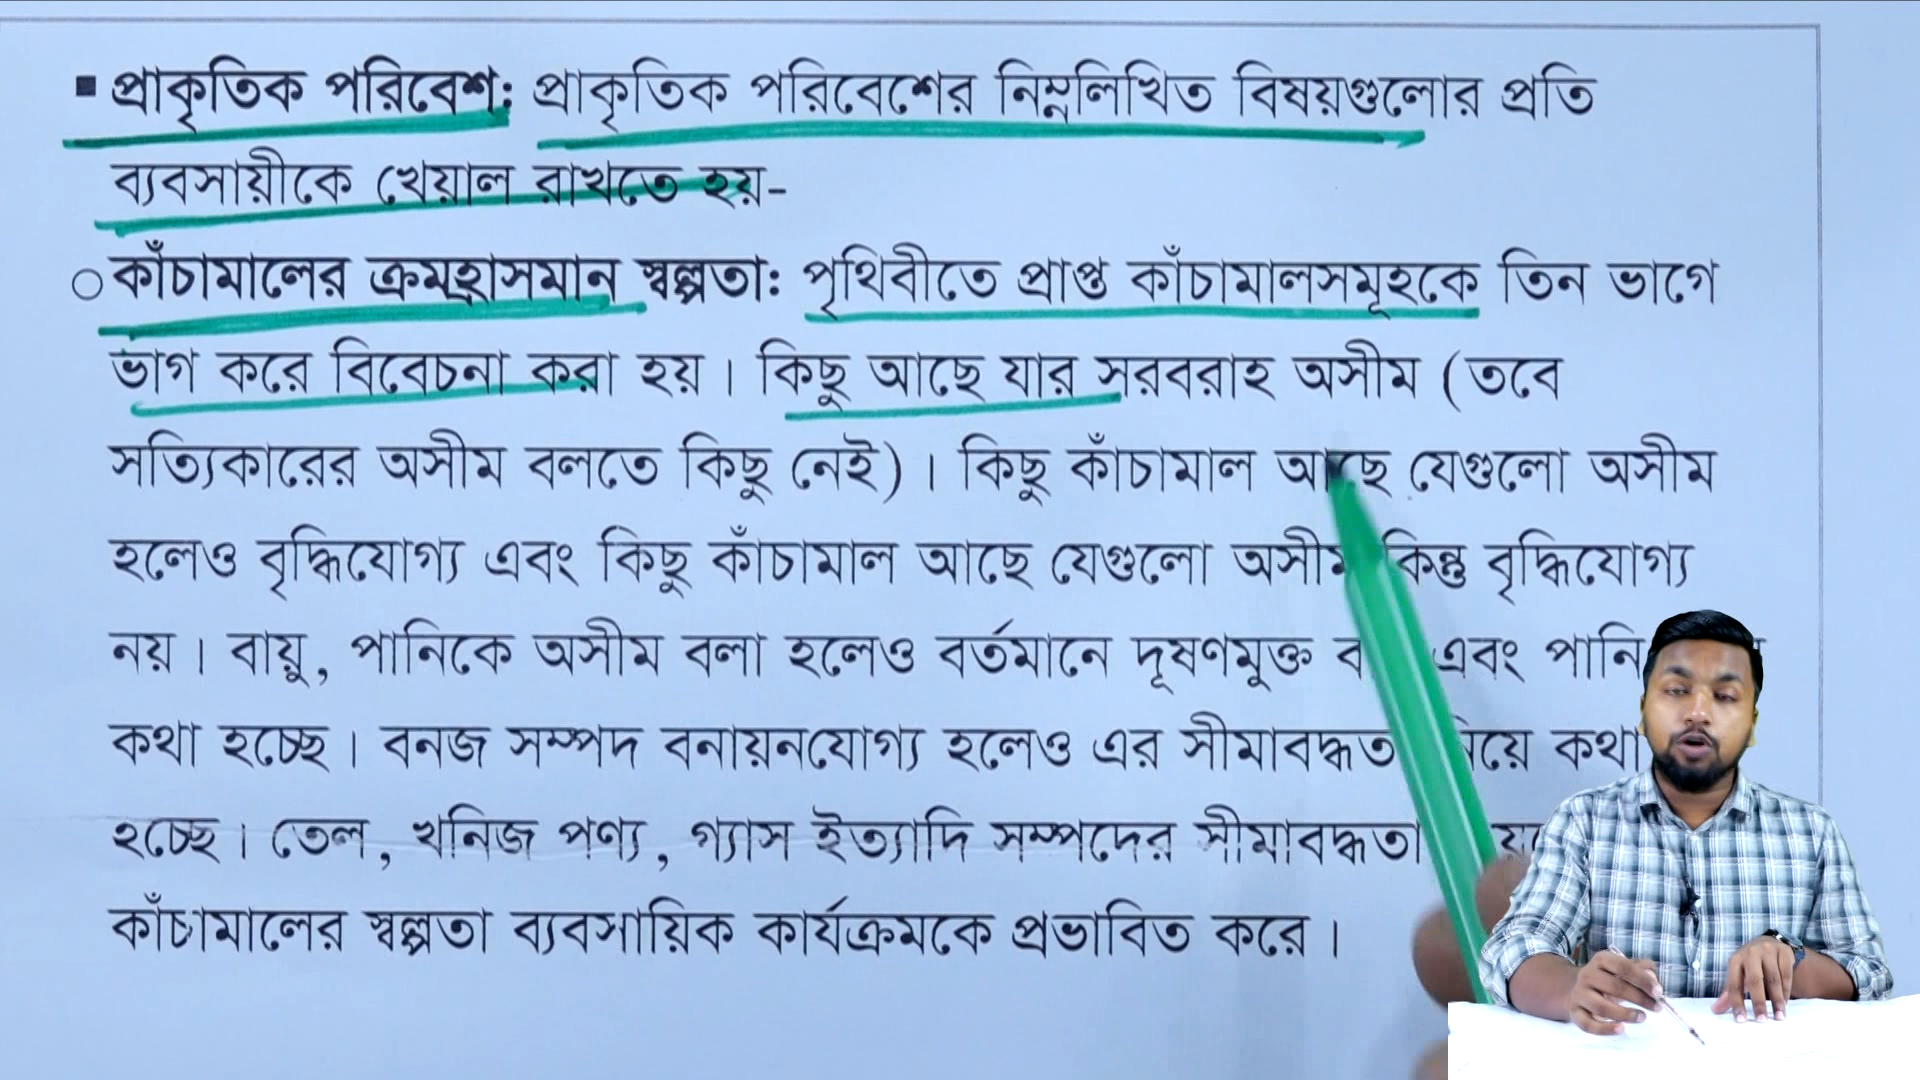 ▪ প্রাকৃতিক পরিবেশ: প্রাকৃতিক পরিবেশের নিম্নলিখিত বিষয়গুলোর প্রতি
ব্যবসায়ীকে খেয়াল রাখতে হয়-
○ কাঁচামালের ক্রমহ্রাসমান স্বল্পতা: পৃথিবীতে প্রাপ্ত কাঁচামালসমূহকে তিন ভাগে
ভাগ করে বিবেচনা করা হয়। কিছু আছে যার সরবরাহ অসীম (তবে
সত্যিকারের অসীম বলতে কিছু নেই)। কিছু কাঁচামাল আছে যেগুলো অসীম
হলেও বৃদ্ধিযোগ্য এবং কিছু কাঁচামাল আছে যেগুলো অসীম কিন্তু বৃদ্ধিযোগ্য
নয়। বায়ু, পানিকে অসীম বলা হলেও বর্তমানে দূষণমুক্ত এবং পানি
কথা হচ্ছে। বনজ সম্পদ বনায়নযোগ্য হলেও এর সীমাবদ্ধতা নিয়ে কথা
হচ্ছে। তেল, খনিজ পণ্য, গ্যাস ইত্যাদি সম্পদের সীমাবদ্ধতা
কাঁচামালের স্বল্পতা ব্যবসায়িক কার্যক্রমকে প্রভাবিত করে।